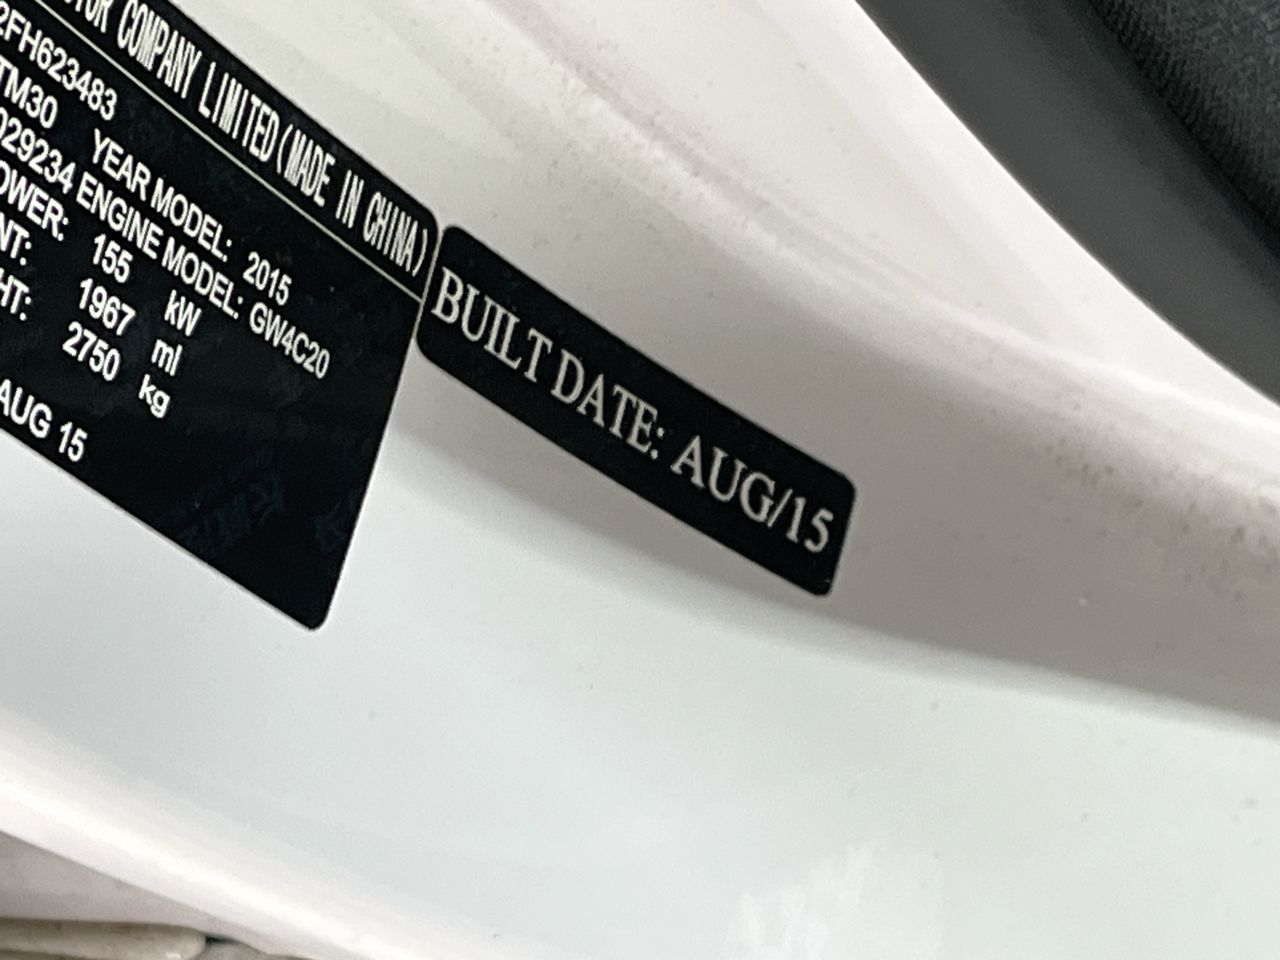 TOR COMPANY LIMITED(MADE IN CHINA)
2FH623483
TM30 YEAR MODEL: 2015
029234 ENGINE MODEL: GW4C20
OWER: 155 kW
NT: 1967 ml
HT: 2750 kg
AUG 15
BUILT DATE: AUG/15